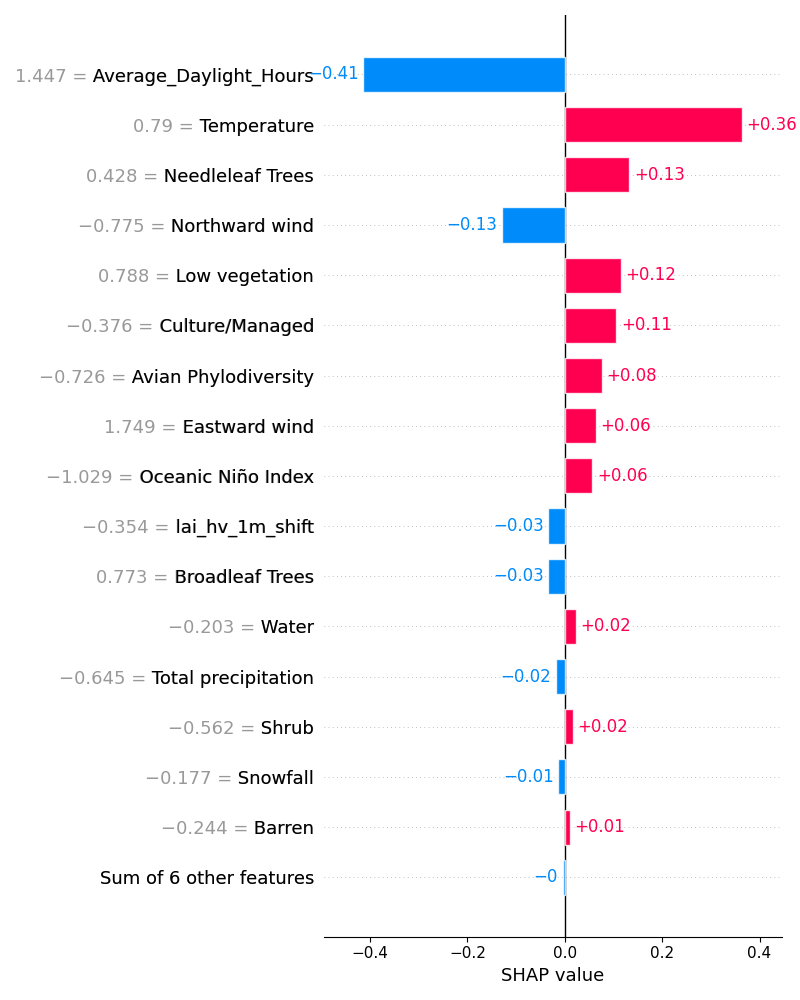 1.447 = Average_Daylight_Hours −0.41
0.79 = Temperature +0.36
0.428 = Needleleaf Trees +0.13
−0.775 = Northward wind −0.13
0.788 = Low vegetation +0.12
−0.376 = Culture/Managed +0.11
−0.726 = Avian Phylodiversity +0.08
1.749 = Eastward wind +0.06
−1.029 = Oceanic Niño Index +0.06
−0.354 = lai_hv_1m_shift −0.03
0.773 = Broadleaf Trees −0.03
−0.203 = Water +0.02
−0.645 = Total precipitation −0.02
−0.562 = Shrub +0.02
−0.177 = Snowfall −0.01
−0.244 = Barren +0.01
Sum of 6 other features −0
−0.4 −0.2 0.0 0.2 0.4
SHAP value